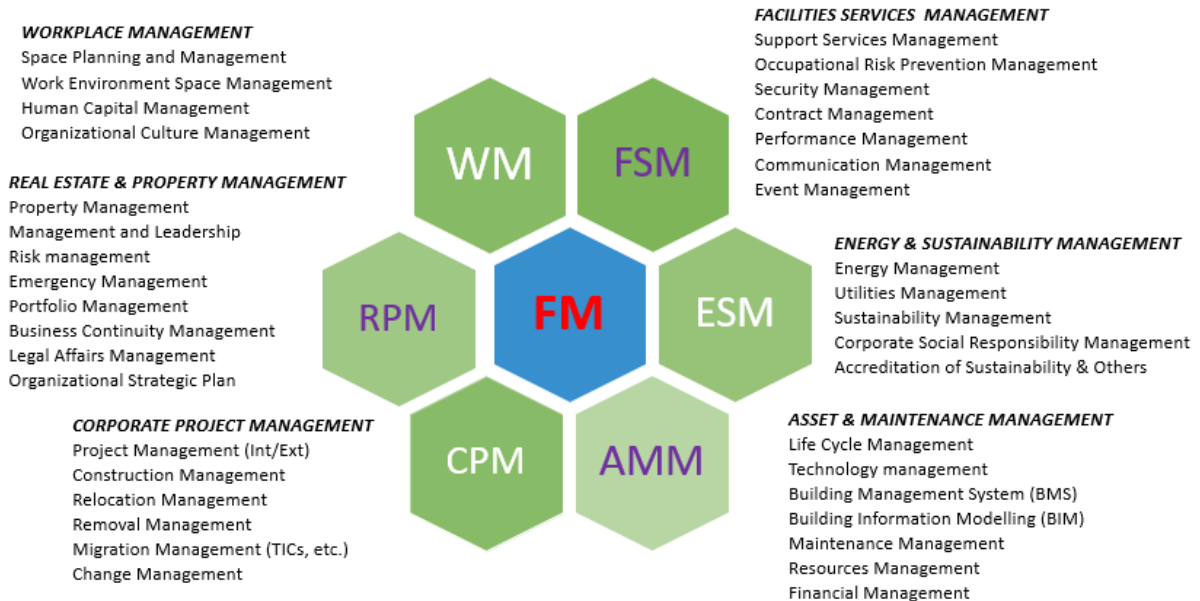 WORKPLACE MANAGEMENT
Space Planning and Management
Work Environment Space Management
Human Capital Management
Organizational Culture Management
FACILITIES SERVICES  MANAGEMENT
Support Services Management
Occupational Risk Prevention Management
Security Management
Contract Management
Performance Management
Communication Management
Event Management
WM
FSM
REAL ESTATE & PROPERTY MANAGEMENT
Property Management
Management and Leadership
Risk management
Emergency Management
Portfolio Management
Business Continuity Management
Legal Affairs Management
Organizational Strategic Plan
RPM
FM
ESM
ENERGY & SUSTAINABILITY MANAGEMENT
Energy Management
Utilities Management
Sustainability Management
Corporate Social Responsibility Management
Accreditation of Sustainability & Others
CORPORATE PROJECT MANAGEMENT
Project Management (Int/Ext)
Construction Management
Relocation Management
Removal Management
Migration Management (TICs, etc.)
Change Management
CPM
AMM
ASSET & MAINTENANCE MANAGEMENT
Life Cycle Management
Technology management
Building Management System (BMS)
Building Information Modelling (BIM)
Maintenance Management
Resources Management
Financial Management